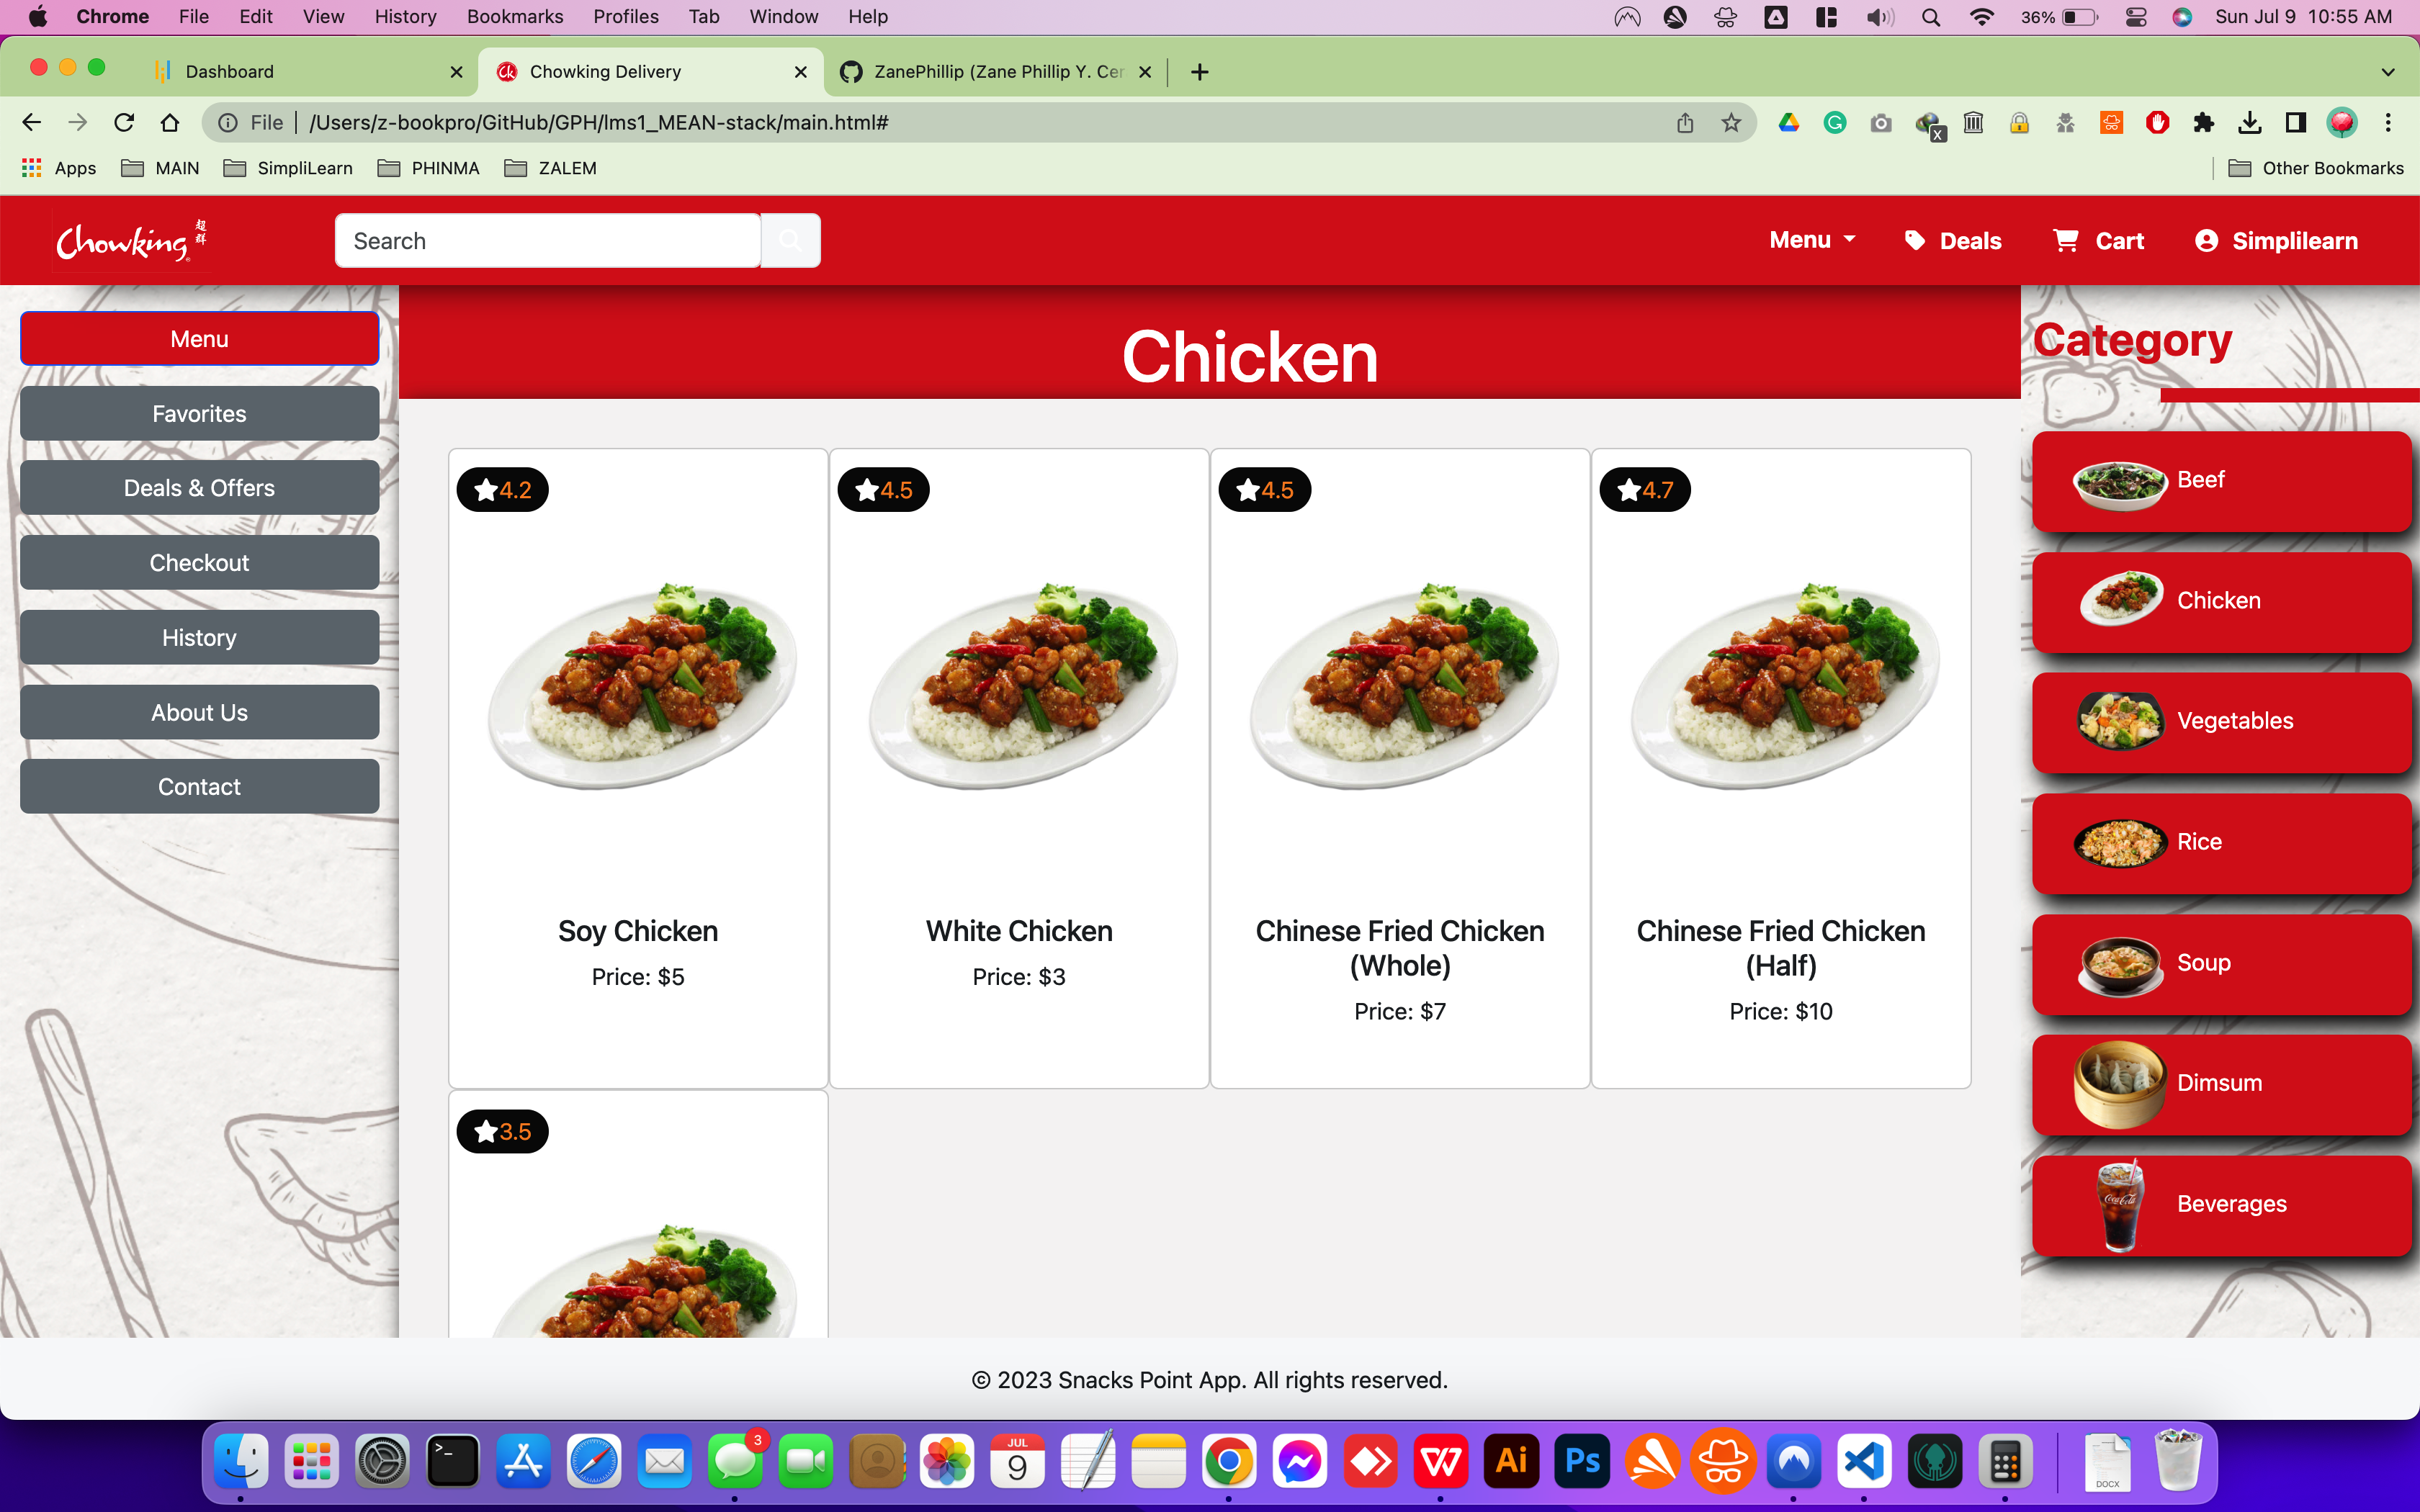 Chrome File Edit View History Bookmarks Profiles Tab Window Help 36% Sun Jul 9 10:55 AM
Dashboard Chowking Delivery ZanePhillip (Zane Phillip Y. Cer
File /Users/z-bookpro/GitHub/GPH/lms1_MEAN-stack/main.html#
Apps MAIN SimpliLearn PHINMA ZALEM Other Bookmarks
Chowking 超群 Search Menu Deals Cart Simplilearn
Menu
Favorites
Deals & Offers
Checkout
History
About Us
Contact
Chicken
4.2
Soy Chicken
Price: $5
4.5
White Chicken
Price: $3
4.5
Chinese Fried Chicken
(Whole)
Price: $7
4.7
Chinese Fried Chicken
(Half)
Price: $10
3.5
Category
Beef
Chicken
Vegetables
Rice
Soup
Dimsum
Coca-Cola
Beverages
© 2023 Snacks Point App. All rights reserved.
3
JUL
9
Ai
Ps
DOCX